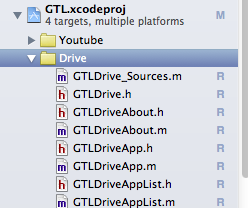 GTL.xcodeproj M
4 targets, multiple platforms
Youtube
Drive
m GTLDrive_Sources.m R
h GTLDrive.h R
h GTLDriveAbout.h R
m GTLDriveAbout.m R
h GTLDriveApp.h R
m GTLDriveApp.m R
h GTLDriveAppList.h R
m GTLDriveAppList.m R